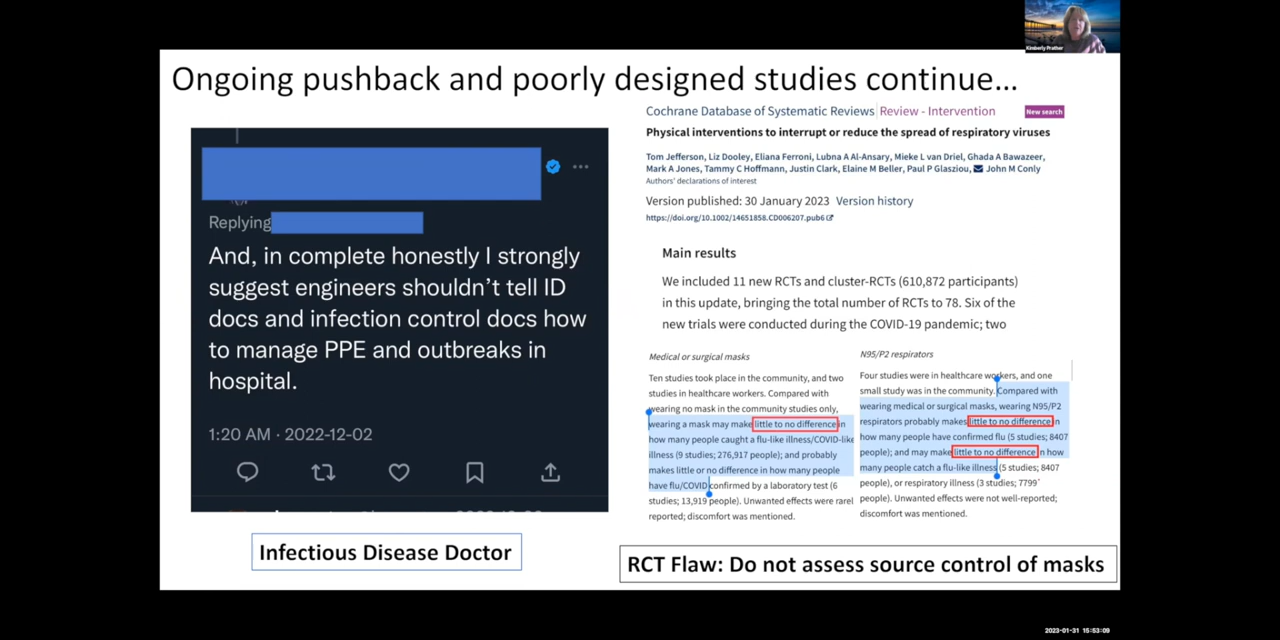 Kimberly Prather
Ongoing pushback and poorly designed studies continue...
Replying
And, in complete honestly I strongly
suggest engineers shouldn't tell ID
docs and infection control docs how
to manage PPE and outbreaks in
hospital.
1:20 AM · 2022-12-02
Infectious Disease Doctor
Cochrane Database of Systematic Reviews | Review - Intervention
New search
Physical interventions to interrupt or reduce the spread of respiratory viruses
Tom Jefferson, Liz Dooley, Eliana Ferroni, Lubna A Al-Ansary, Mieke L van Driel, Ghada A Bawazeer,
Mark A Jones, Tammy C Hoffmann, Justin Clark, Elaine M Beller, Paul P Glasziou, John M Conly
Authors' declarations of interest
Version published: 30 January 2023 Version history
https://doi.org/10.1002/14651858.CD006207.pub6
Main results
We included 11 new RCTs and cluster-RCTs (610,872 participants)
in this update, bringing the total number of RCTs to 78. Six of the
new trials were conducted during the COVID-19 pandemic; two
Medical or surgical masks
Ten studies took place in the community, and two
studies in healthcare workers. Compared with
wearing no mask in the community studies only,
wearing a mask may make little to no difference in
how many people caught a flu-like illness/COVID-like
illness (9 studies; 276,917 people); and probably
makes little or no difference in how many people
have flu/COVID confirmed by a laboratory test (6
studies; 13,919 people). Unwanted effects were rarel
reported; discomfort was mentioned.
N95/P2 respirators
Four studies were in healthcare workers, and one
small study was in the community. Compared with
wearing medical or surgical masks, wearing N95/P2
respirators probably makes little to no difference in
how many people have confirmed flu (5 studies; 8407
people); and may make little to no difference in how
many people catch a flu-like illness (5 studies; 8407
people), or respiratory illness (3 studies; 7799
people). Unwanted effects were not well-reported;
discomfort was mentioned.
RCT Flaw: Do not assess source control of masks
2023-01-31 15:53:09